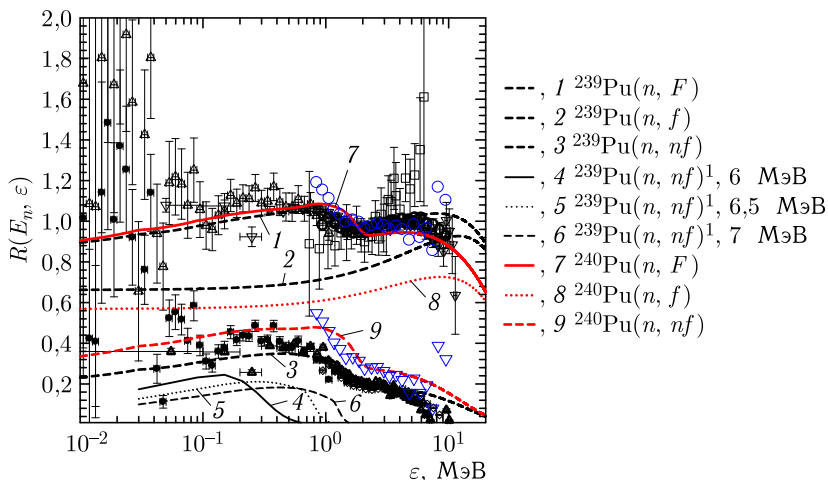 2,0
1,8
1,6
1,4
1,2
1,0
0,8
0,6
0,4
0,2
R(Eₙ, ε)
10⁻²
10⁻¹
10⁰
10¹
ε, МэВ
7
1
2
8
9
3
5
4
6
, 1 ²³⁹Pu(n, F)
, 2 ²³⁹Pu(n, f)
, 3 ²³⁹Pu(n, nf)
, 4 ²³⁹Pu(n, nf)¹, 6 МэВ
, 5 ²³⁹Pu(n, nf)¹, 6,5 МэВ
, 6 ²³⁹Pu(n, nf)¹, 7 МэВ
, 7 ²⁴⁰Pu(n, F)
, 8 ²⁴⁰Pu(n, f)
, 9 ²⁴⁰Pu(n, nf)